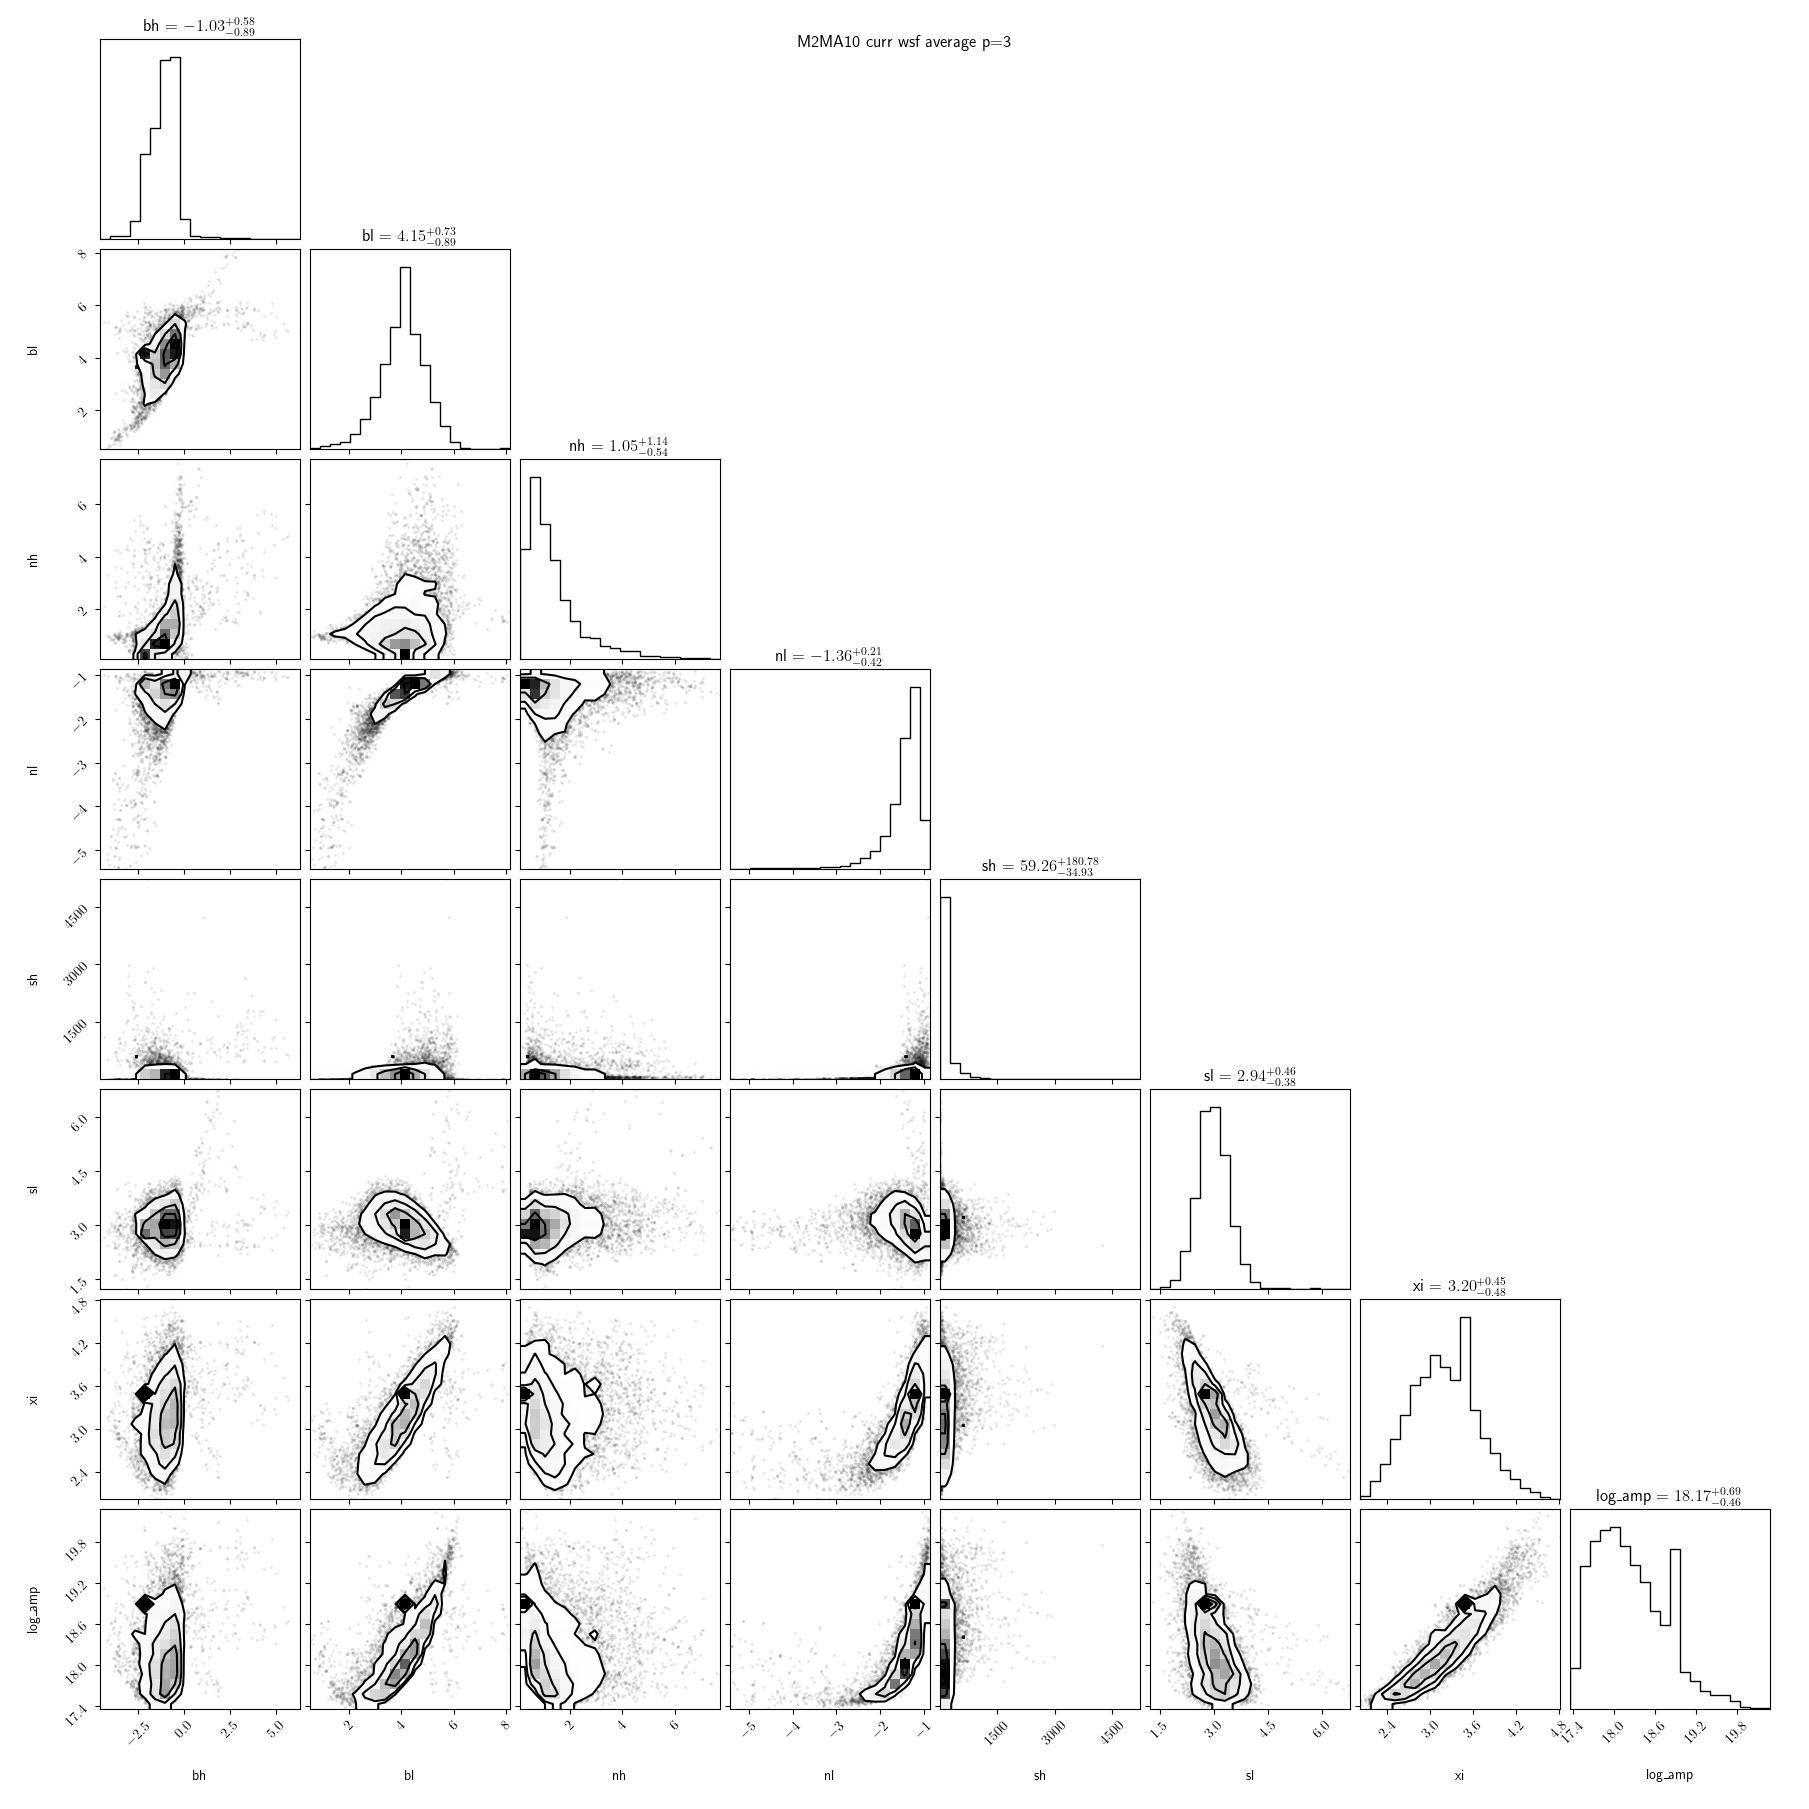 M2MA10 curr wsf average p=3
bh = −1.03 +0.58 −0.89
bl = 4.15 +0.73 −0.89
8
6
4
2
bl
nh = 1.05 +1.14 −0.54
6
4
2
nh
nl = −1.36 +0.21 −0.42
−1
−2
−3
−4
−5
nl
sh = 59.26 +180.78 −34.93
4500
3000
1500
sh
sl = 2.94 +0.46 −0.38
6.0
4.5
3.0
1.5
sl
xi = 3.20 +0.45 −0.48
4.8
4.2
3.6
3.0
2.4
xi
log_amp = 18.17 +0.69 −0.46
19.8
19.2
18.6
18.0
17.4
log_amp
−2.5 0.0 2.5 5.0
2 4 6 8
2 4 6
−5 −4 −3 −2 −1
1500 3000 4500
1.5 3.0 4.5 6.0
2.4 3.0 3.6 4.2 4.8
17.4 18.0 18.6 19.2 19.8
bh bl nh nl sh sl xi log_amp